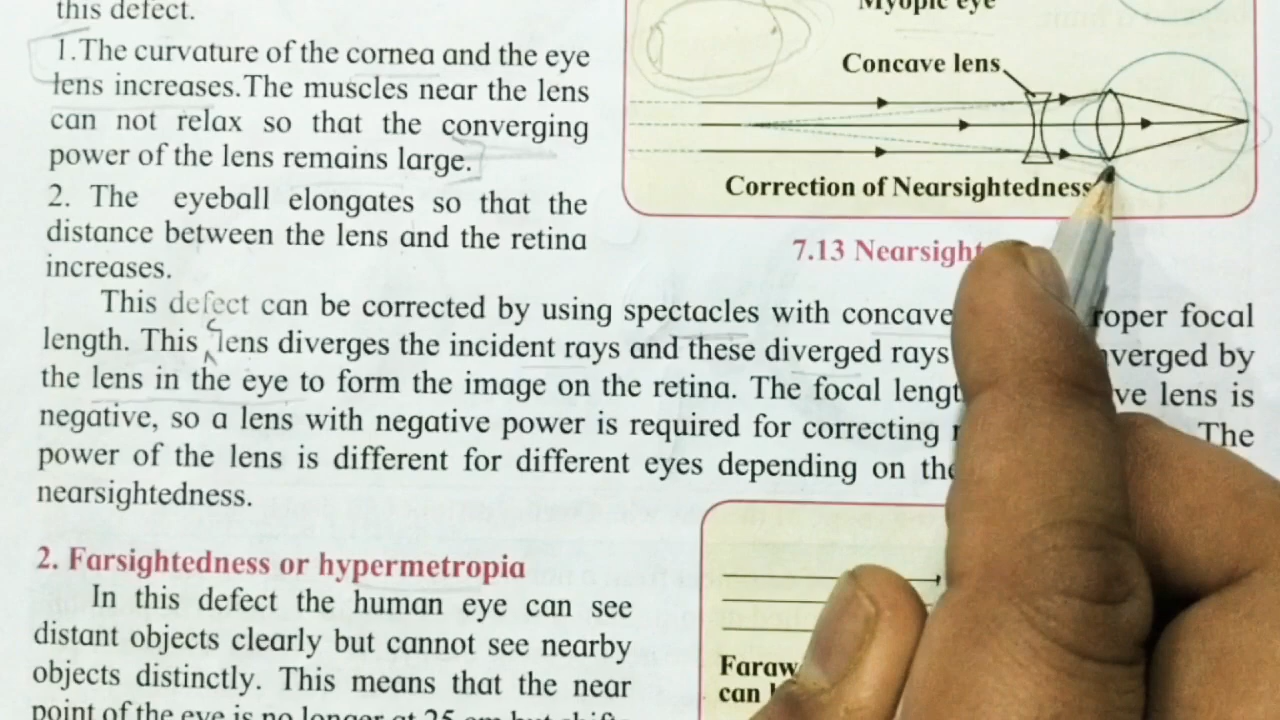 this defect.
1.The curvature of the cornea and the eye
lens increases.The muscles near the lens
can not relax so that the converging
power of the lens remains large.
2. The eyeball elongates so that the
distance between the lens and the retina
increases.
Myopic eye
Concave lens
Correction of Nearsightedness
7.13 Nearsight
This defect can be corrected by using spectacles with concave roper focal
length. This lens diverges the incident rays and these diverged rays verged by
the lens in the eye to form the image on the retina. The focal lengt ve lens is
negative, so a lens with negative power is required for correcting The
power of the lens is different for different eyes depending on the
nearsightedness.
2. Farsightedness or hypermetropia
In this defect the human eye can see
distant objects clearly but cannot see nearby
objects distinctly. This means that the near
point of the eye is no longer at 25 cm but shifts
Faraw
can